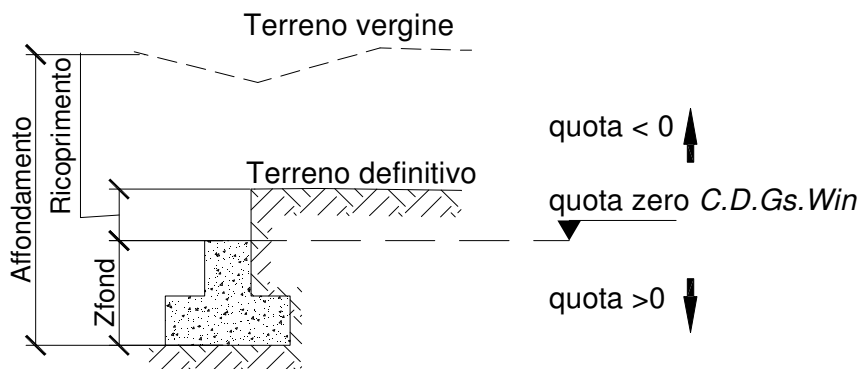 Terreno vergine
Affondamento
Ricoprimento
quota < 0
Terreno definitivo
quota zero C.D.Gs.Win
Zfond
quota >0